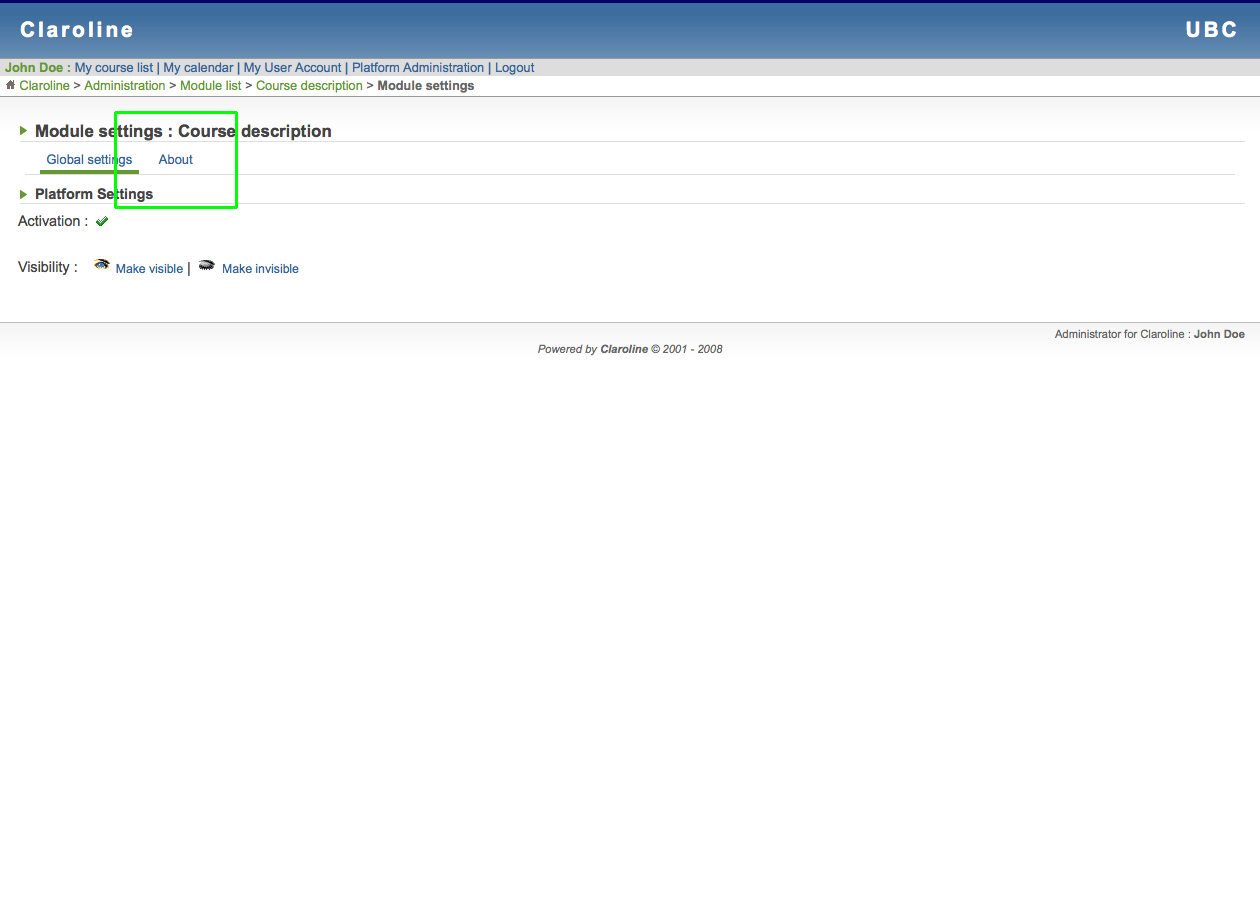 Claroline UBC
John Doe : My course list | My calendar | My User Account | Platform Administration | Logout
Claroline > Administration > Module list > Course description > Module settings
Module settings : Course description
Global settings About
Platform Settings
Activation :
Visibility : Make visible | Make invisible
Administrator for Claroline : John Doe
Powered by Claroline © 2001 - 2008